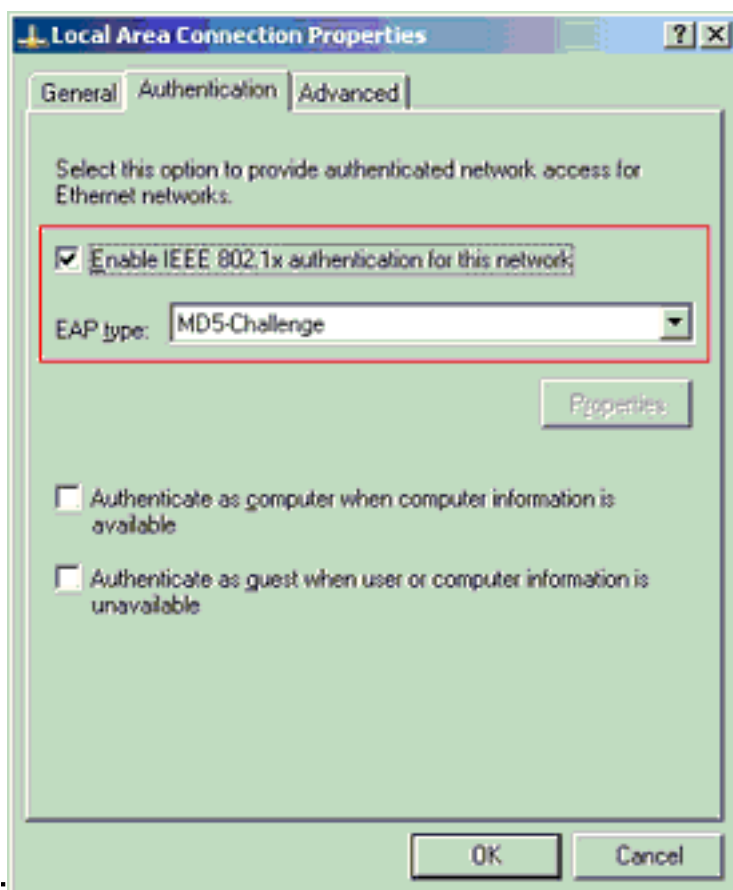 Local Area Connection Properties
General Authentication Advanced
Select this option to provide authenticated network access for
Ethernet networks.
Enable IEEE 802.1x authentication for this network
EAP type: MD5-Challenge
Properties
Authenticate as computer when computer information is
available
Authenticate as guest when user or computer information is
unavailable
OK Cancel
.